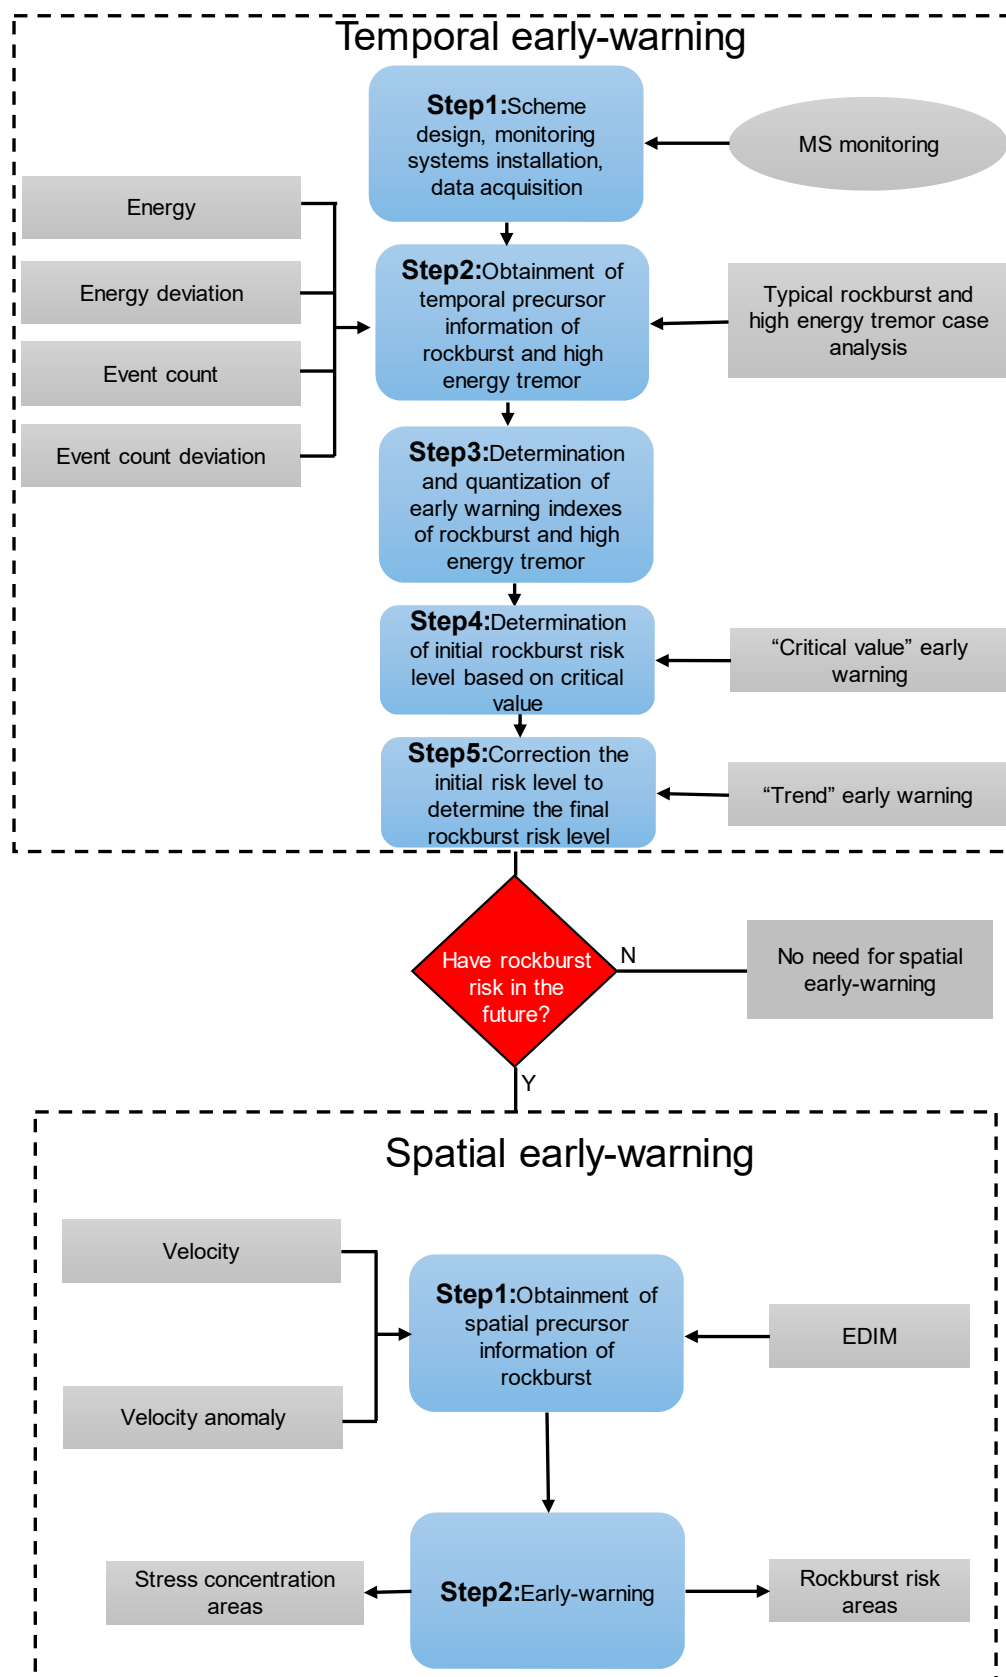 Temporal early-warning
Step1:Scheme
design, monitoring
systems installation,
data acquisition
MS monitoring
Energy
Energy deviation
Event count
Event count deviation
Step2:Obtainment of
temporal precursor
information of
rockburst and high
energy tremor
Typical rockburst and
high energy tremor case
analysis
Step3:Determination
and quantization of
early warning indexes
of rockburst and high
energy tremor
Step4:Determination
of initial rockburst risk
level based on critical
value
“Critical value” early
warning
Step5:Correction the
initial risk level to
determine the final
rockburst risk level
“Trend” early warning
Have rockburst
risk in the
future?
N
No need for spatial
early-warning
Y
Spatial early-warning
Velocity
Velocity anomaly
Step1:Obtainment of
spatial precursor
information of
rockburst
EDIM
Stress concentration
areas
Step2:Early-warning
Rockburst risk
areas